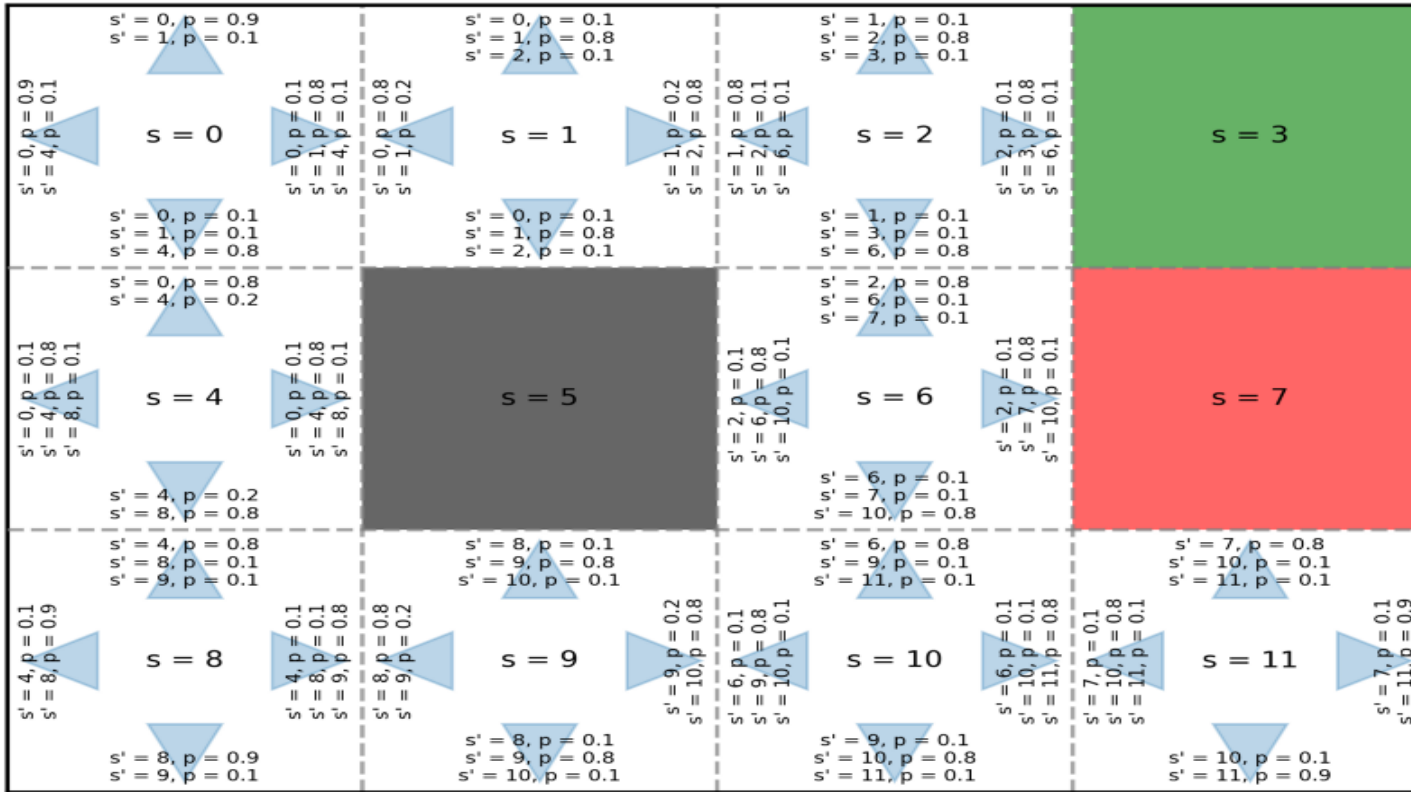 s' = 0, p = 0.9
s' = 1, p = 0.1
s' = 0, p = 0.9
s' = 4, p = 0.1
s = 0
s' = 0, p = 0.1
s' = 1, p = 0.8
s' = 4, p = 0.1
s' = 0, p = 0.1
s' = 1, p = 0.1
s' = 4, p = 0.8
s' = 0, p = 0.1
s' = 1, p = 0.8
s' = 2, p = 0.1
s' = 0, p = 0.8
s' = 1, p = 0.2
s = 1
s' = 1, p = 0.2
s' = 2, p = 0.8
s' = 0, p = 0.1
s' = 1, p = 0.8
s' = 2, p = 0.1
s' = 1, p = 0.1
s' = 2, p = 0.8
s' = 3, p = 0.1
s' = 1, p = 0.8
s' = 2, p = 0.1
s' = 6, p = 0.1
s = 2
s' = 2, p = 0.1
s' = 3, p = 0.8
s' = 6, p = 0.1
s' = 1, p = 0.1
s' = 3, p = 0.1
s' = 6, p = 0.8
s = 3
s' = 0, p = 0.8
s' = 4, p = 0.2
s' = 0, p = 0.1
s' = 4, p = 0.8
s' = 8, p = 0.1
s = 4
s' = 0, p = 0.1
s' = 4, p = 0.8
s' = 8, p = 0.1
s' = 4, p = 0.2
s' = 8, p = 0.8
s = 5
s' = 2, p = 0.8
s' = 6, p = 0.1
s' = 7, p = 0.1
s' = 2, p = 0.1
s' = 6, p = 0.8
s' = 10, p = 0.1
s = 6
s' = 2, p = 0.1
s' = 7, p = 0.8
s' = 10, p = 0.1
s' = 6, p = 0.1
s' = 7, p = 0.1
s' = 10, p = 0.8
s = 7
s' = 4, p = 0.8
s' = 8, p = 0.1
s' = 9, p = 0.1
s' = 4, p = 0.1
s' = 8, p = 0.9
s = 8
s' = 4, p = 0.1
s' = 8, p = 0.1
s' = 9, p = 0.8
s' = 8, p = 0.9
s' = 9, p = 0.1
s' = 8, p = 0.1
s' = 9, p = 0.8
s' = 10, p = 0.1
s' = 8, p = 0.8
s' = 9, p = 0.2
s = 9
s' = 9, p = 0.2
s' = 10, p = 0.8
s' = 8, p = 0.1
s' = 9, p = 0.8
s' = 10, p = 0.1
s' = 6, p = 0.8
s' = 9, p = 0.1
s' = 11, p = 0.1
s' = 6, p = 0.1
s' = 9, p = 0.8
s' = 10, p = 0.1
s = 10
s' = 6, p = 0.1
s' = 10, p = 0.1
s' = 11, p = 0.8
s' = 9, p = 0.1
s' = 10, p = 0.8
s' = 11, p = 0.1
s' = 7, p = 0.8
s' = 10, p = 0.1
s' = 11, p = 0.1
s' = 7, p = 0.1
s' = 10, p = 0.8
s' = 11, p = 0.1
s = 11
s' = 7, p = 0.1
s' = 11, p = 0.9
s' = 10, p = 0.1
s' = 11, p = 0.9